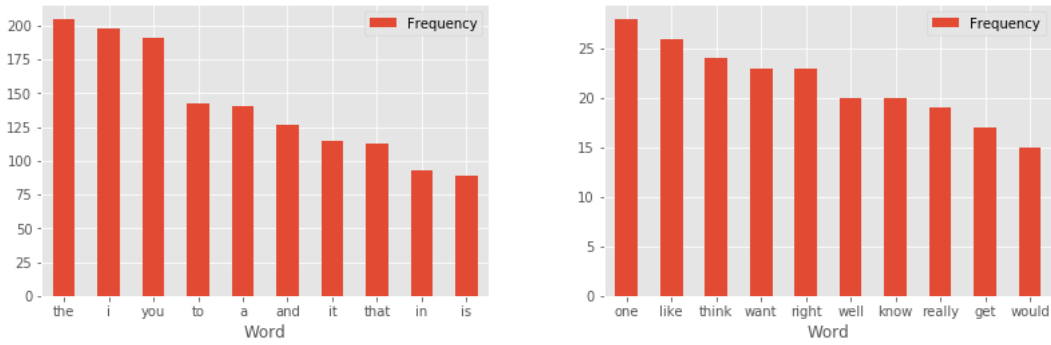 Frequency
200
175
150
125
100
75
50
25
0
the i you to a and it that in is
Word
Frequency
25
20
15
10
5
0
one like think want right well know really get would
Word